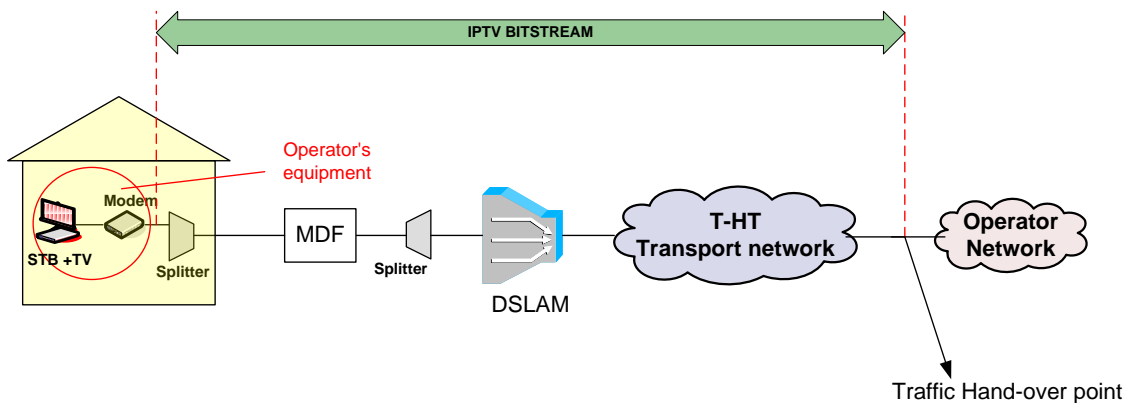 IPTV BITSTREAM
Operator's
equipment
Modem
STB +TV
Splitter
MDF
Splitter
DSLAM
T-HT
Transport network
Operator
Network
Traffic Hand-over point